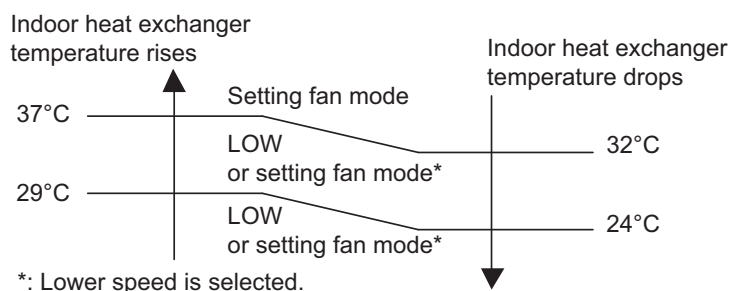 Indoor heat exchanger
temperature rises
Indoor heat exchanger
temperature drops
Setting fan mode
37°C
LOW
or setting fan mode*
32°C
29°C
LOW
or setting fan mode*
24°C
*: Lower speed is selected.